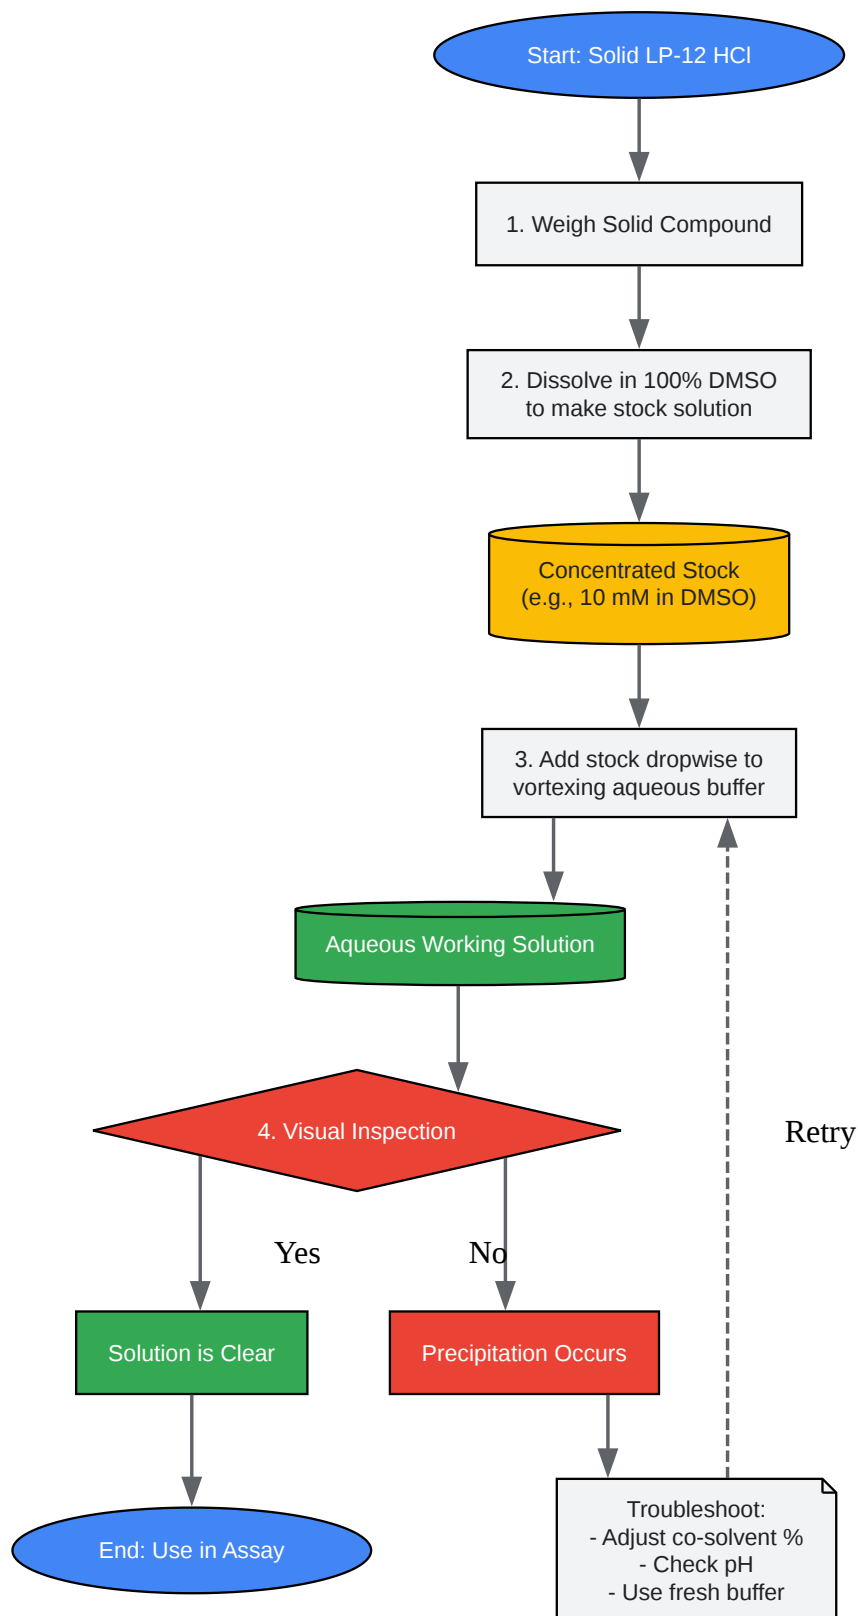 Start: Solid LP-12 HCl
1. Weigh Solid Compound
2. Dissolve in 100% DMSO
to make stock solution
Concentrated Stock
(e.g., 10 mM in DMSO)
3. Add stock dropwise to
vortexing aqueous buffer
Aqueous Working Solution
4. Visual Inspection
Retry
Yes
No
Solution is Clear
Precipitation Occurs
End: Use in Assay
Troubleshoot:
- Adjust co-solvent %
- Check pH
- Use fresh buffer